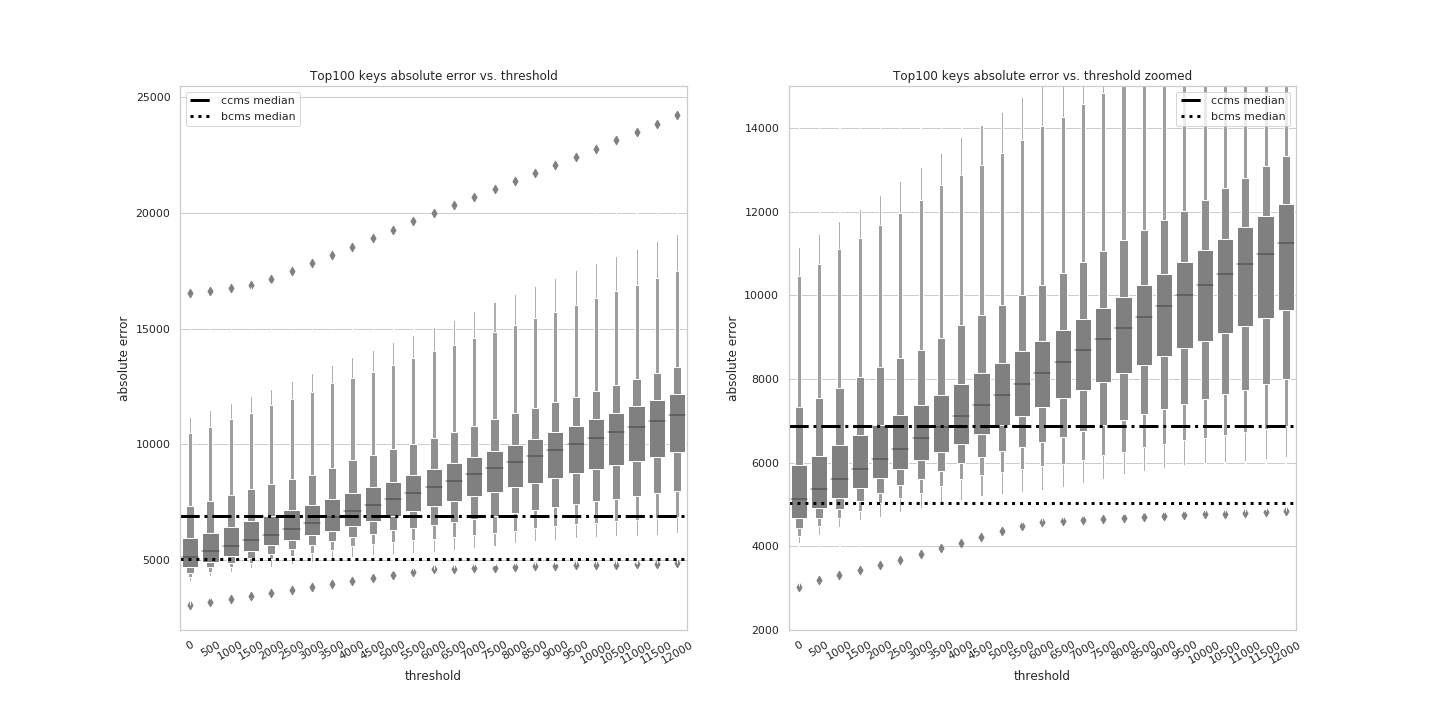 Top100 keys absolute error vs. threshold
ccms median
bcms median
25000
20000
15000
10000
5000
absolute error
0 500 1000 1500 2000 2500 3000 3500 4000 4500 5000 5500 6000 6500 7000 7500 8000 8500 9000 9500 10000 10500 11000 11500 12000
threshold
Top100 keys absolute error vs. threshold zoomed
ccms median
bcms median
14000
12000
10000
8000
6000
4000
2000
absolute error
0 500 1000 1500 2000 2500 3000 3500 4000 4500 5000 5500 6000 6500 7000 7500 8000 8500 9000 9500 10000 10500 11000 11500 12000
threshold